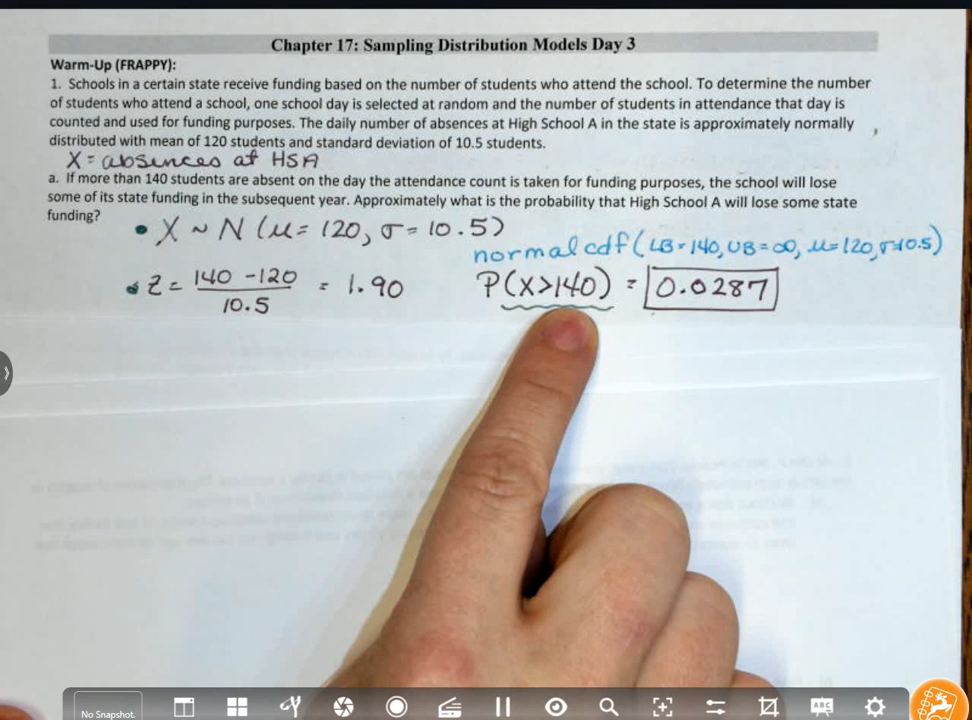 Chapter 17: Sampling Distribution Models Day 3
Warm-Up (FRAPPY):
1. Schools in a certain state receive funding based on the number of students who attend the school. To determine the number
of students who attend a school, one school day is selected at random and the number of students in attendance that day is
counted and used for funding purposes. The daily number of absences at High School A in the state is approximately normally
distributed with mean of 120 students and standard deviation of 10.5 students.
X = absences at HSA
a. If more than 140 students are absent on the day the attendance count is taken for funding purposes, the school will lose
some of its state funding in the subsequent year. Approximately what is the probability that High School A will lose some state
funding?
• X ~ N (μ = 120, σ = 10.5)
normalcdf (LB = 140, UB = ∞, μ = 120, σ = 10.5)
• Z = 140 - 120 / 10.5 = 1.90
P(X > 140) = 0.0287
No Snapshot.
ABC